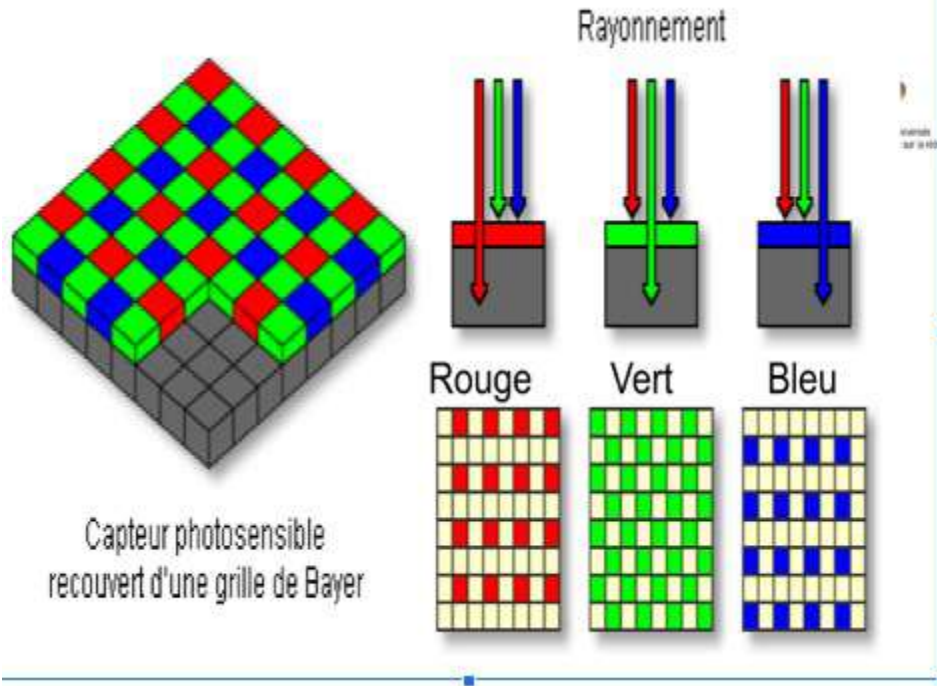 Rayonnement
Rouge
Vert
Bleu
Capteur photosensible
recouvert d'une grille de Bayer